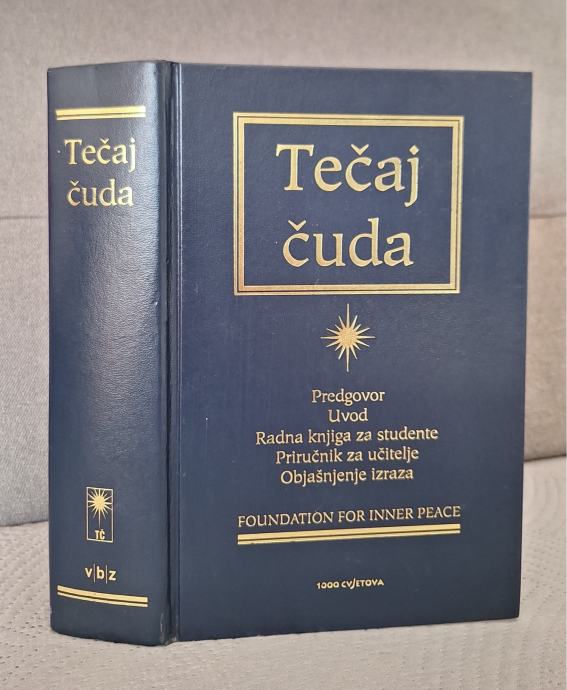 Tečaj
čuda
TČ
v|b|z
Tečaj
čuda
Predgovor
Uvod
Radna knjiga za studente
Priručnik za učitelje
Objašnjenje izraza
FOUNDATION FOR INNER PEACE
1000 CVJETOVA